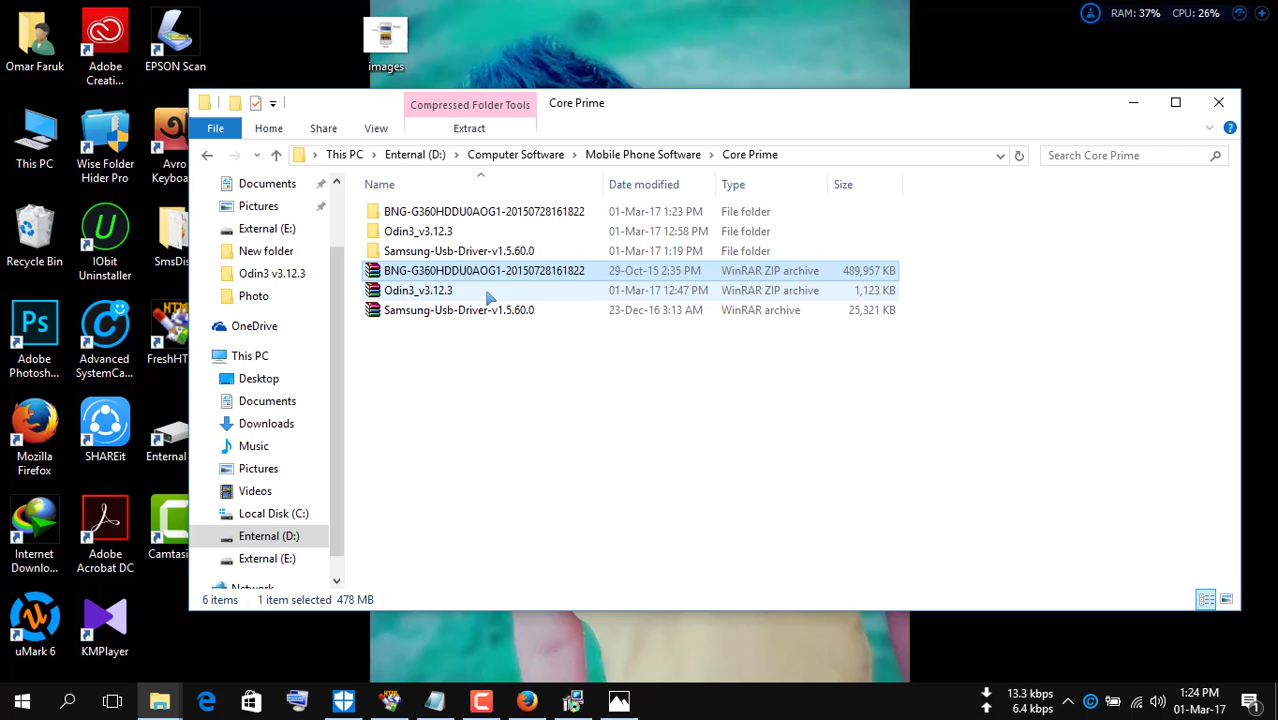 RAM: 37% CPU: 26%
Omar Faruk
Adobe
Creati...
EPSON Scan
images
This PC
Wise Folder
Hider Pro
Avro
Keyboa
Recycle Bin
IObit
Uninstaller
SmsDis
Adobe
Photosh...
Advanced
SystemCa...
FreshHT
Mozilla
Firefox
SHAREit
Enternal
Internet
Downlo...
Adobe
Acrobat DC
Camtasi
uMark 6
KMPlayer
Compressed Folder Tools
Core Prime
File
Home
Share
View
Extract
This PC
Enternal (D:)
Computer Software
Mobile Phone Software
Core Prime
Search Core Prime
Documents
Pictures
External (E:)
New folder
Odin3 v3.12.3
Photo
OneDrive
This PC
Desktop
Documents
Downloads
Music
Pictures
Videos
Local Disk (C:)
Enternal (D:)
External (E:)
Network
Name Date modified Type Size
BNG-G360HDDU0AOG1-20150728161822 01-Mar-17 1:23 PM File folder
Odin3_v3.12.3 01-Mar-17 12:58 PM File folder
Samsung-Usb-Driver-v1.5.60.0 01-Mar-17 1:19 PM File folder
BNG-G360HDDU0AOG1-20150728161822 29-Oct-15 2:35 PM WinRAR ZIP archive 489,957 KB
Odin3_v3.12.3 01-Mar-17 12:47 PM WinRAR ZIP archive 1,123 KB
Samsung-Usb-Driver-v1.5.60.0 23-Dec-16 3:13 AM WinRAR archive 25,321 KB
6 items 1 item selected 478 MB
13.3 kbps
6.4 kbps
1:24 PM
01-Mar-17